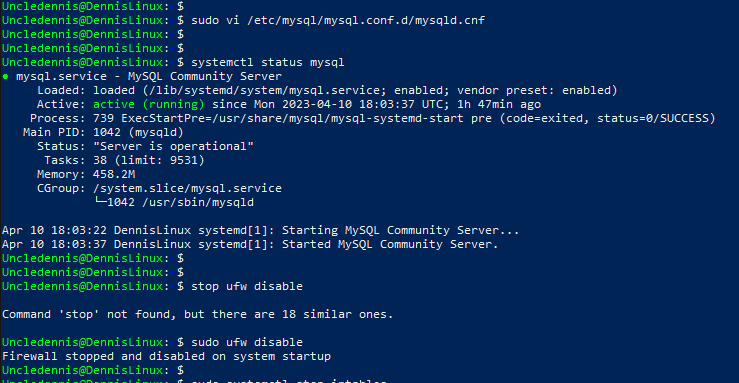 Uncledennis@DennisLinux: $
Uncledennis@DennisLinux: $ sudo vi /etc/mysql/mysql.conf.d/mysqld.cnf
Uncledennis@DennisLinux: $
Uncledennis@DennisLinux: $
Uncledennis@DennisLinux: $ systemctl status mysql
● mysql.service - MySQL Community Server
Loaded: loaded (/lib/systemd/system/mysql.service; enabled; vendor preset: enabled)
Active: active (running) since Mon 2023-04-10 18:03:37 UTC; 1h 47min ago
Process: 739 ExecStartPre=/usr/share/mysql/mysql-systemd-start pre (code=exited, status=0/SUCCESS)
Main PID: 1042 (mysqld)
Status: "Server is operational"
Tasks: 38 (limit: 9531)
Memory: 458.2M
CGroup: /system.slice/mysql.service
└─1042 /usr/sbin/mysqld
Apr 10 18:03:22 DennisLinux systemd[1]: Starting MySQL Community Server...
Apr 10 18:03:37 DennisLinux systemd[1]: Started MySQL Community Server.
Uncledennis@DennisLinux: $
Uncledennis@DennisLinux: $
Uncledennis@DennisLinux: $ stop ufw disable
Command 'stop' not found, but there are 18 similar ones.
Uncledennis@DennisLinux: $ sudo ufw disable
Firewall stopped and disabled on system startup
Uncledennis@DennisLinux: $
Uncledennis@DennisLinux: $ sudo systemctl stop iptables